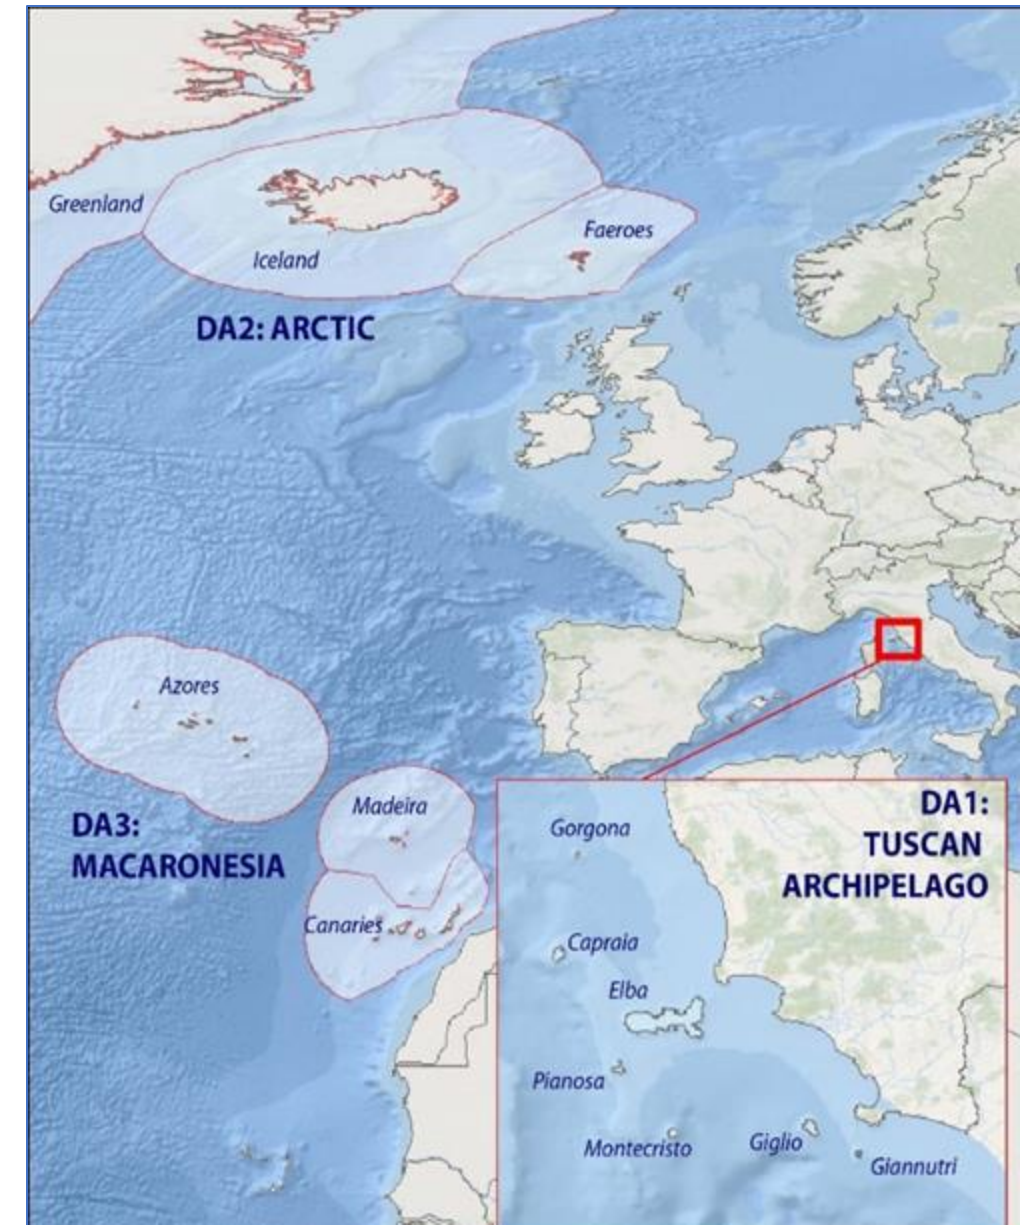 Greenland
Faeroes
Iceland
DA2: ARCTIC
Azores
Madeira
DA3:
MACARONESIA
Canaries
DA1:
TUSCAN
ARCHIPELAGO
Gorgona
Capraia
Elba
Pianosa
Montecristo
Giglio
Giannutri